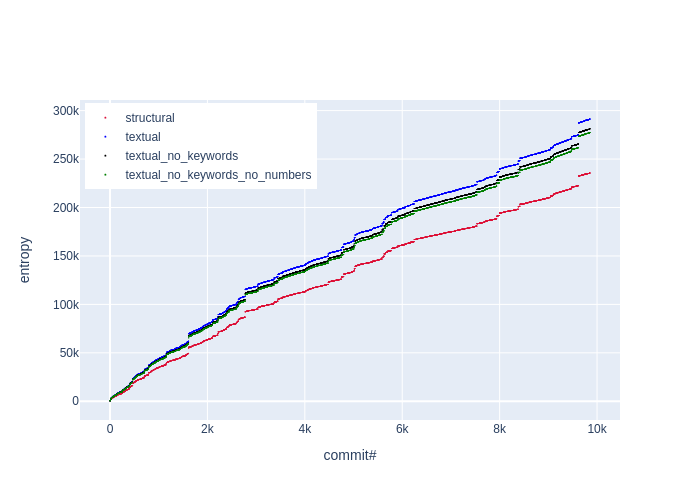 structural
textual
textual_no_keywords
textual_no_keywords_no_numbers
300k
250k
200k
150k
100k
50k
0
entropy
0
2k
4k
6k
8k
10k
commit#